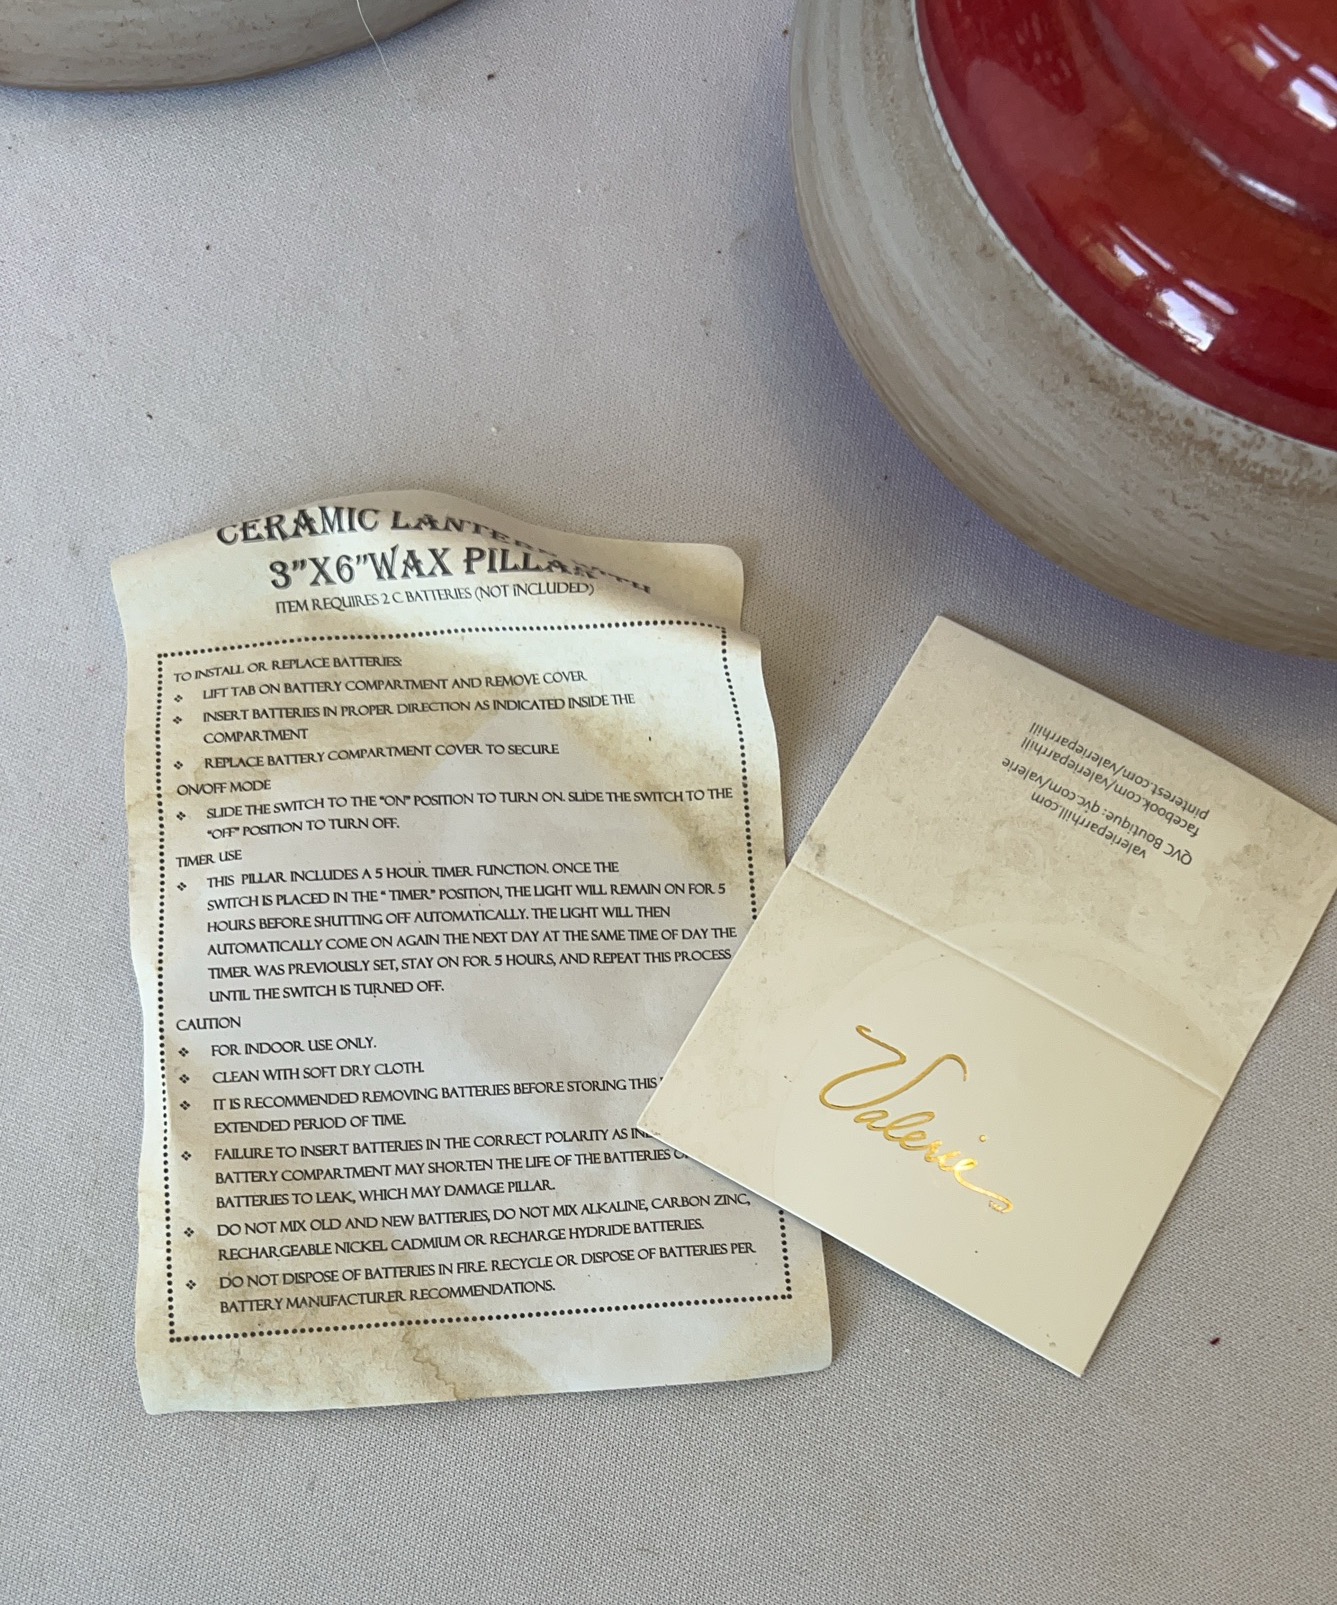 CERAMIC LANTERN WITH
3"X6"WAX PILLAR
ITEM REQUIRES 2 C BATTERIES (NOT INCLUDED)
TO INSTALL OR REPLACE BATTERIES:
❖ LIFT TAB ON BATTERY COMPARTMENT AND REMOVE COVER
❖ INSERT BATTERIES IN PROPER DIRECTION AS INDICATED INSIDE THE
COMPARTMENT
❖ REPLACE BATTERY COMPARTMENT COVER TO SECURE
ON/OFF MODE
❖ SLIDE THE SWITCH TO THE "ON" POSITION TO TURN ON. SLIDE THE SWITCH TO THE
"OFF" POSITION TO TURN OFF.
TIMER USE
❖ THIS PILLAR INCLUDES A 5 HOUR TIMER FUNCTION. ONCE THE
SWITCH IS PLACED IN THE " TIMER" POSITION, THE LIGHT WILL REMAIN ON FOR 5
HOURS BEFORE SHUTTING OFF AUTOMATICALLY. THE LIGHT WILL THEN
AUTOMATICALLY COME ON AGAIN THE NEXT DAY AT THE SAME TIME OF DAY THE
TIMER WAS PREVIOUSLY SET, STAY ON FOR 5 HOURS, AND REPEAT THIS PROCESS
UNTIL THE SWITCH IS TURNED OFF.
CAUTION
❖ FOR INDOOR USE ONLY.
❖ CLEAN WITH SOFT DRY CLOTH.
❖ IT IS RECOMMENDED REMOVING BATTERIES BEFORE STORING THIS
EXTENDED PERIOD OF TIME.
❖ FAILURE TO INSERT BATTERIES IN THE CORRECT POLARITY AS
BATTERY COMPARTMENT MAY SHORTEN THE LIFE OF THE BATTERIES
BATTERIES TO LEAK, WHICH MAY DAMAGE PILLAR.
❖ DO NOT MIX OLD AND NEW BATTERIES, DO NOT MIX ALKALINE, CARBON ZINC,
RECHARGEABLE NICKEL CADMIUM OR RECHARGE HYDRIDE BATTERIES.
❖ DO NOT DISPOSE OF BATTERIES IN FIRE. RECYCLE OR DISPOSE OF BATTERIES PER
BATTERY MANUFACTURER RECOMMENDATIONS.
valerieparrhill.com
QVC Boutique: qvc.com/valerie
facebook.com/valerieparrhill
pinterest.com/valerieparrhill
Valerie